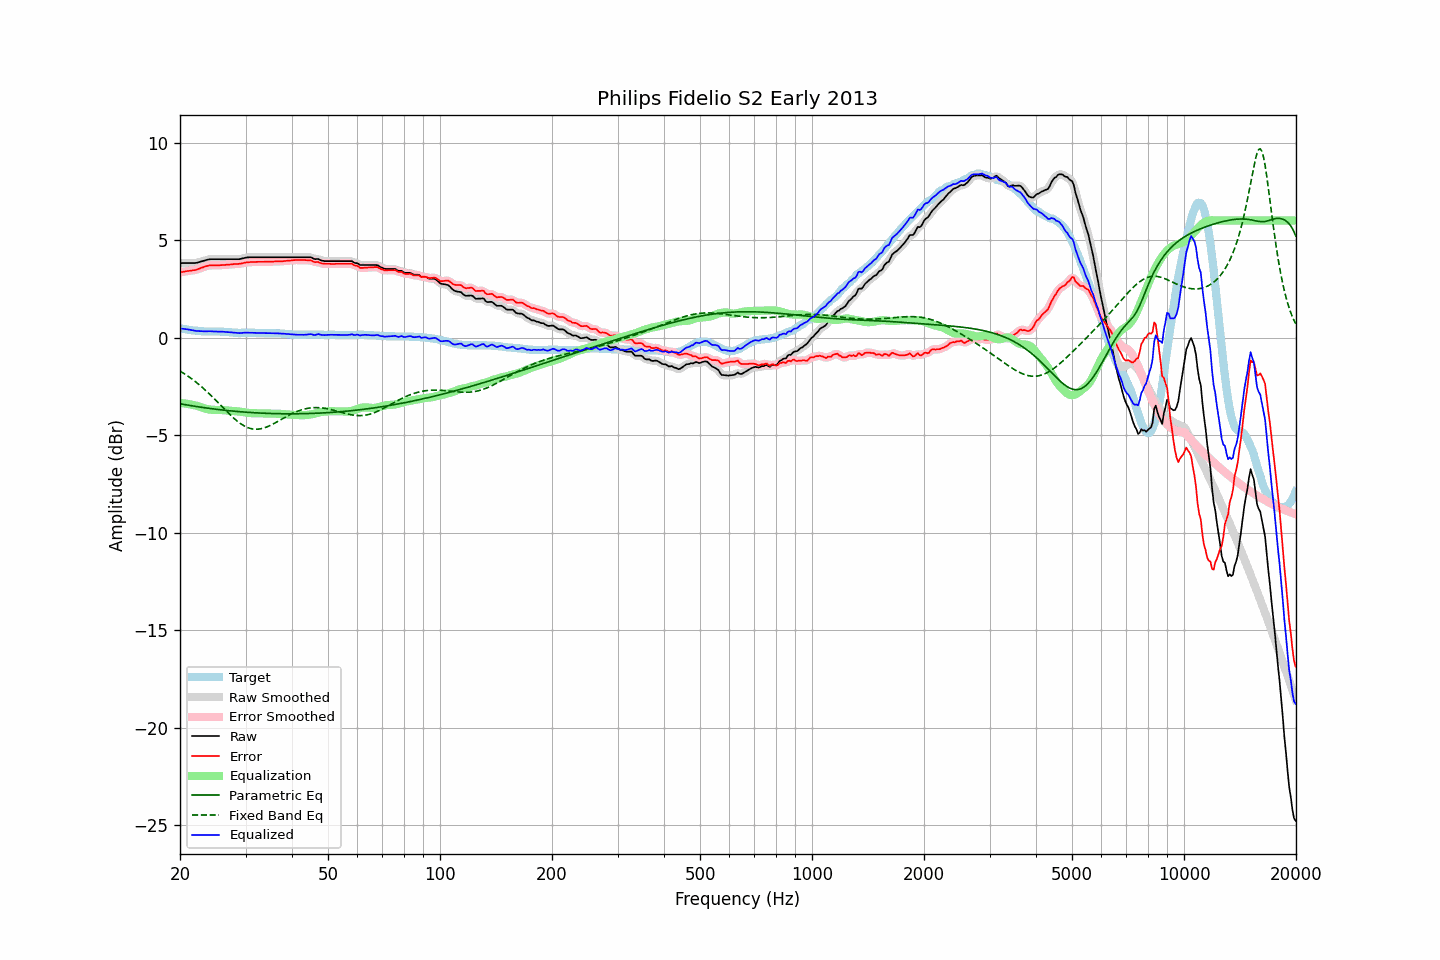 Philips Fidelio S2 Early 2013
Amplitude (dBr)
10
5
0
−5
−10
−15
−20
−25
Target
Raw Smoothed
Error Smoothed
Raw
Error
Equalization
Parametric Eq
Fixed Band Eq
Equalized
20 50 100 200 500 1000 2000 5000 10000 20000
Frequency (Hz)